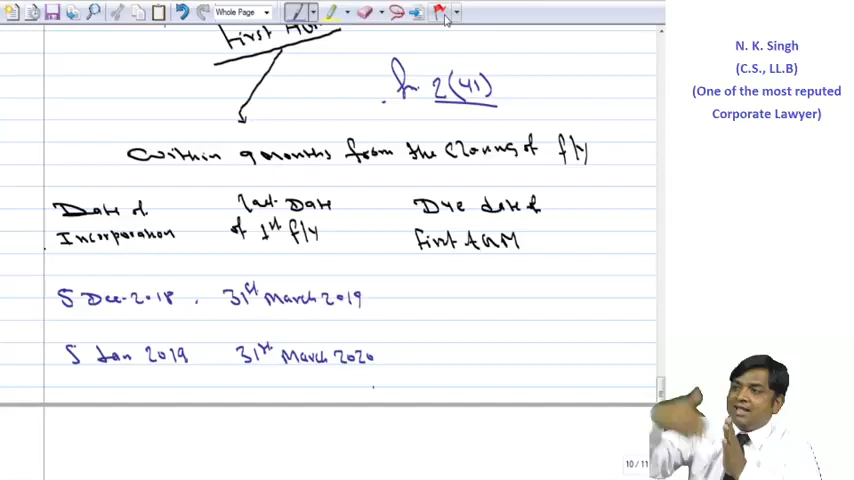 Whole Page
N. K. Singh
(C.S., LL.B)
(One of the most reputed
Corporate Lawyer)
First
2(41)
Within 9 months from the closing of f/y
Date of Incorporation
Last Date of 1st f/y
Due date of first AGM
5 Dec-2018 . 31st March 2019
5 Jan 2019 31st March 2020
10 / 11